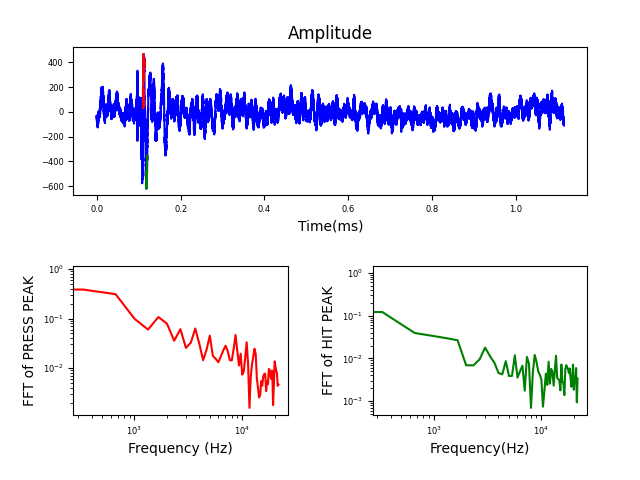 Amplitude
400
200
0
−200
−400
−600
0.0 0.2 0.4 0.6 0.8 1.0
Time(ms)
FFT of PRESS PEAK
10⁰
10⁻¹
10⁻²
10³ 10⁴
Frequency (Hz)
FFT of HIT PEAK
10⁰
10⁻¹
10⁻²
10⁻³
10³ 10⁴
Frequency(Hz)